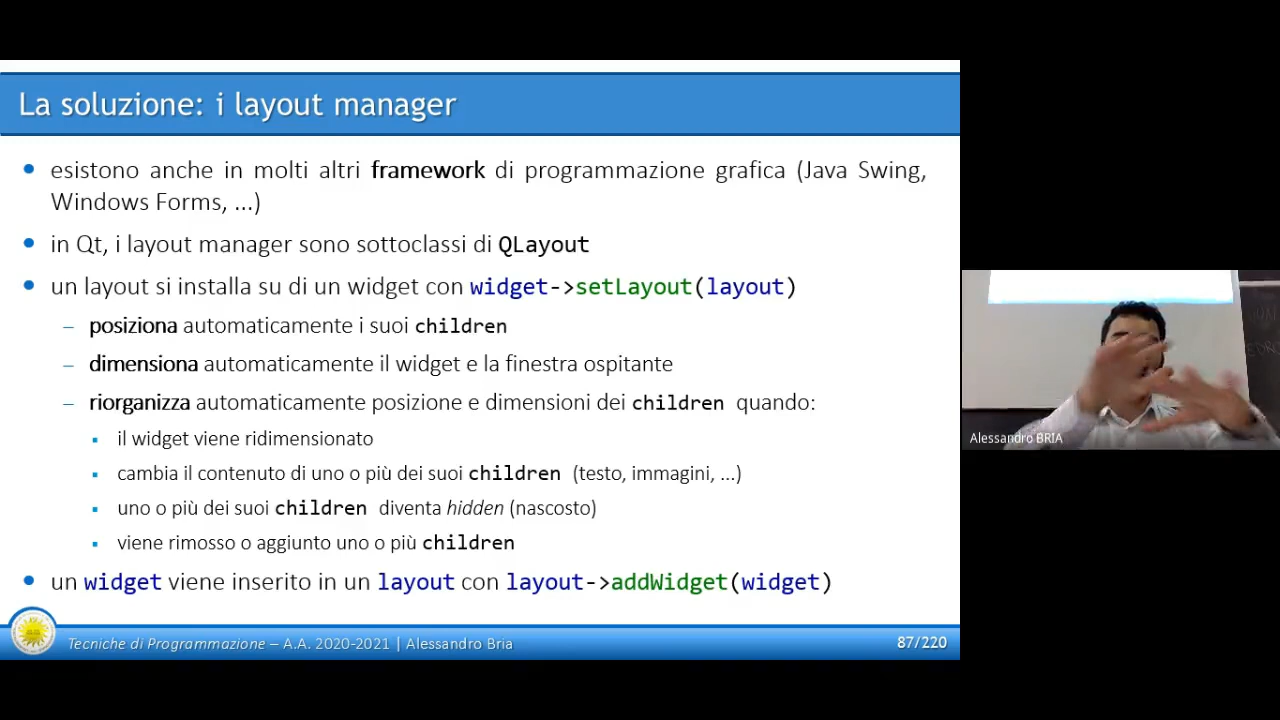 La soluzione: i layout manager
esistono anche in molti altri framework di programmazione grafica (Java Swing,
Windows Forms, ...)
in Qt, i layout manager sono sottoclassi di QLayout
un layout si installa su di un widget con widget->setLayout(layout)
– posiziona automaticamente i suoi children
– dimensiona automaticamente il widget e la finestra ospitante
– riorganizza automaticamente posizione e dimensioni dei children quando:
il widget viene ridimensionato
cambia il contenuto di uno o più dei suoi children (testo, immagini, ...)
uno o più dei suoi children diventa hidden (nascosto)
viene rimosso o aggiunto uno o più children
un widget viene inserito in un layout con layout->addWidget(widget)
Tecniche di Programmazione – A.A. 2020-2021 | Alessandro Bria
87/220
Alessandro BRIA